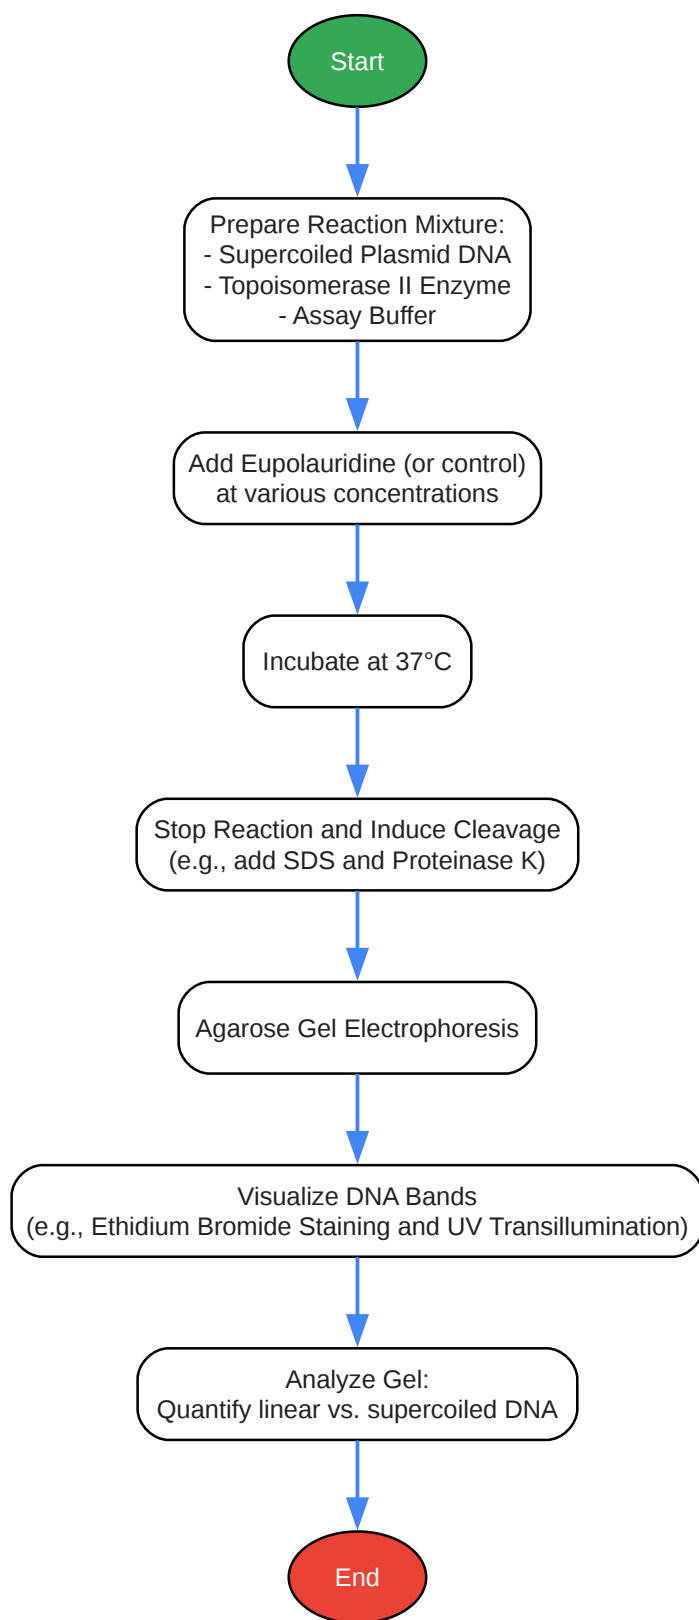 Start
Prepare Reaction Mixture:
- Supercoiled Plasmid DNA
- Topoisomerase II Enzyme
- Assay Buffer
Add Eupolauridine (or control)
at various concentrations
Incubate at 37°C
Stop Reaction and Induce Cleavage
(e.g., add SDS and Proteinase K)
Agarose Gel Electrophoresis
Visualize DNA Bands
(e.g., Ethidium Bromide Staining and UV Transillumination)
Analyze Gel:
Quantify linear vs. supercoiled DNA
End